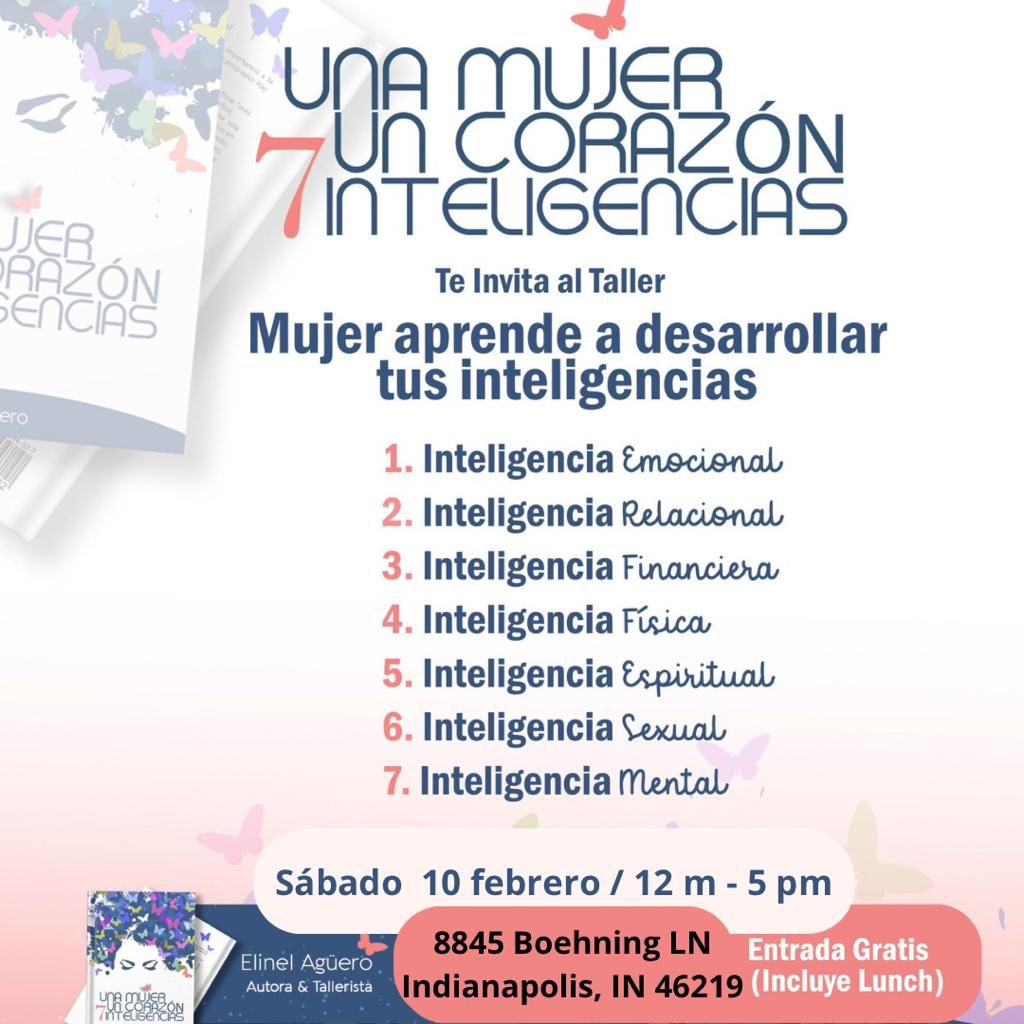 UNA MUJER
UN CORAZÓN
7 INTELIGENCIAS
Te Invita al Taller
Mujer aprende a desarrollar
tus inteligencias
1. Inteligencia Emocional
2. Inteligencia Relacional
3. Inteligencia Financiera
4. Inteligencia Física
5. Inteligencia Espiritual
6. Inteligencia Sexual
7. Inteligencia Mental
Sábado 10 febrero / 12 m - 5 pm
8845 Boehning LN
Indianapolis, IN 46219
Entrada Gratis
(Incluye Lunch)
Elinel Agüero
Autora & Tallerista
UNA MUJER
UN CORAZÓN
7 INTELIGENCIAS